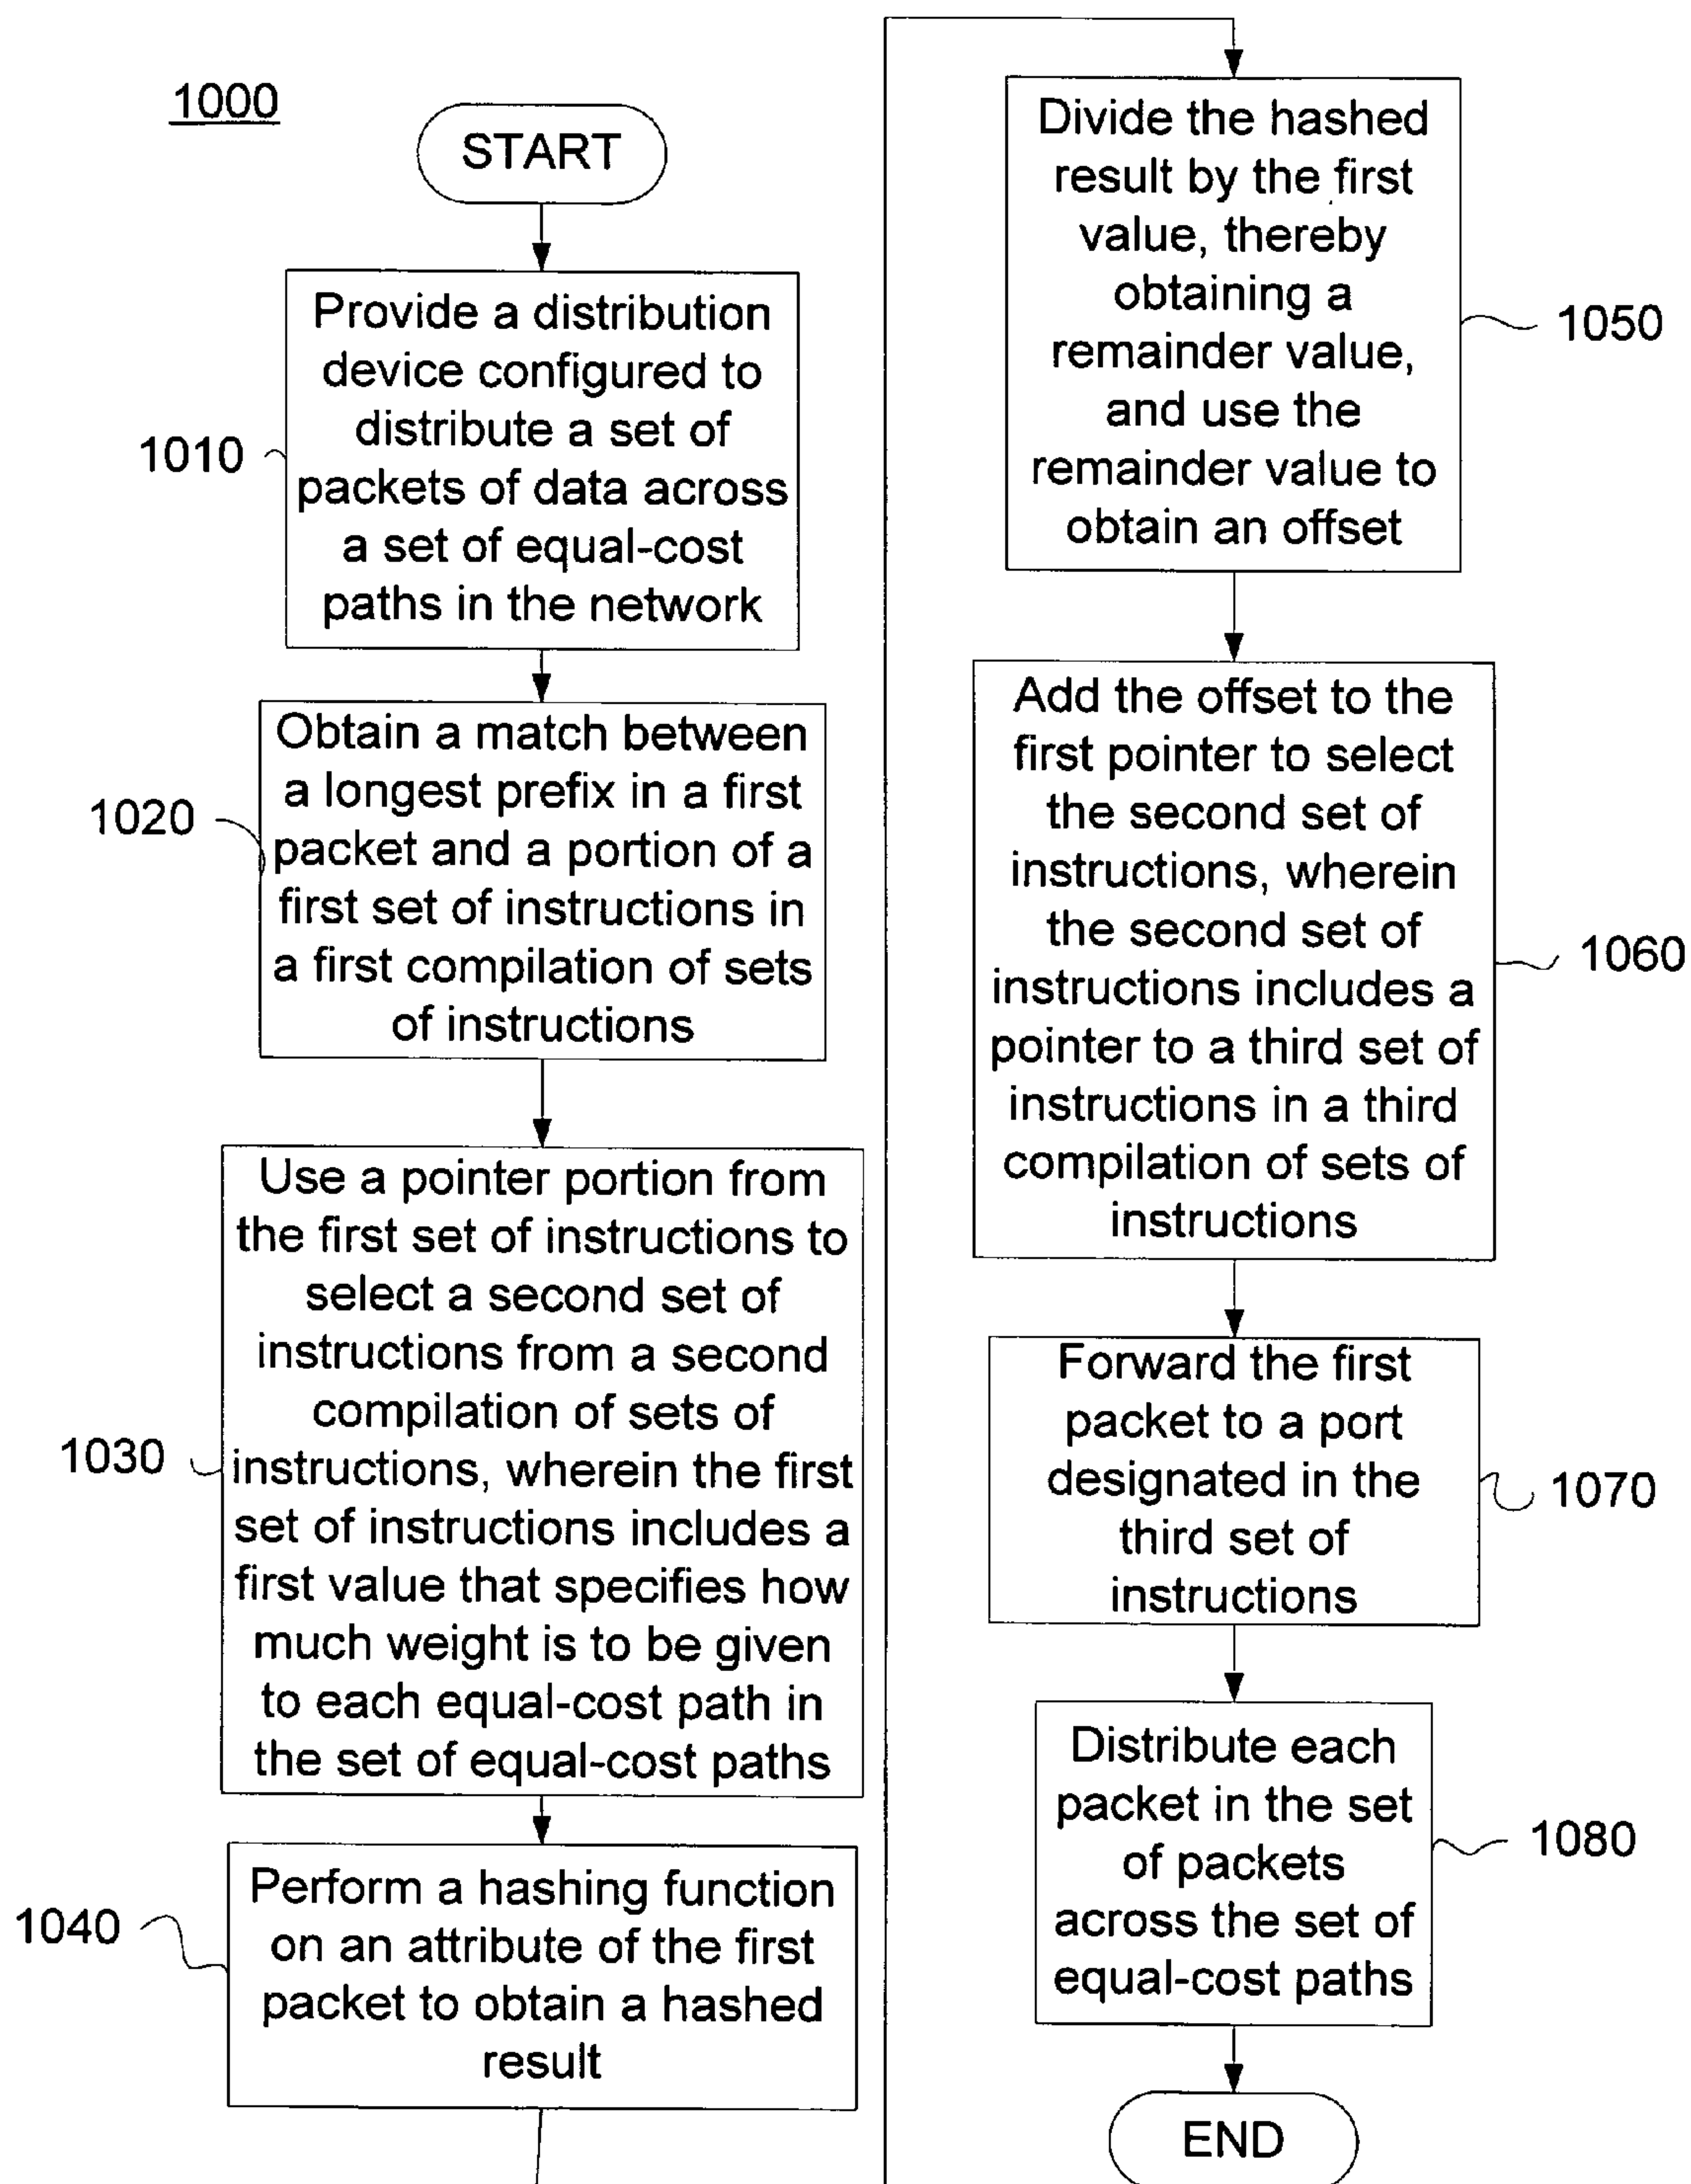 1000
START
Provide a distribution
device configured to
distribute a set of
packets of data across
a set of equal-cost
paths in the network
1010
Obtain a match between
a longest prefix in a first
packet and a portion of a
first set of instructions in
a first compilation of sets
of instructions
1020
Use a pointer portion from
the first set of instructions to
select a second set of
instructions from a second
compilation of sets of
instructions, wherein the first
set of instructions includes a
first value that specifies how
much weight is to be given
to each equal-cost path in
the set of equal-cost paths
1030
Perform a hashing function
on an attribute of the first
packet to obtain a hashed
result
1040
Divide the hashed
result by the first
value, thereby
obtaining a
remainder value,
and use the
remainder value to
obtain an offset
1050
Add the offset to the
first pointer to select
the second set of
instructions, wherein
the second set of
instructions includes a
pointer to a third set of
instructions in a third
compilation of sets of
instructions
1060
Forward the first
packet to a port
designated in the
third set of
instructions
1070
Distribute each
packet in the set
of packets
across the set of
equal-cost paths
1080
END